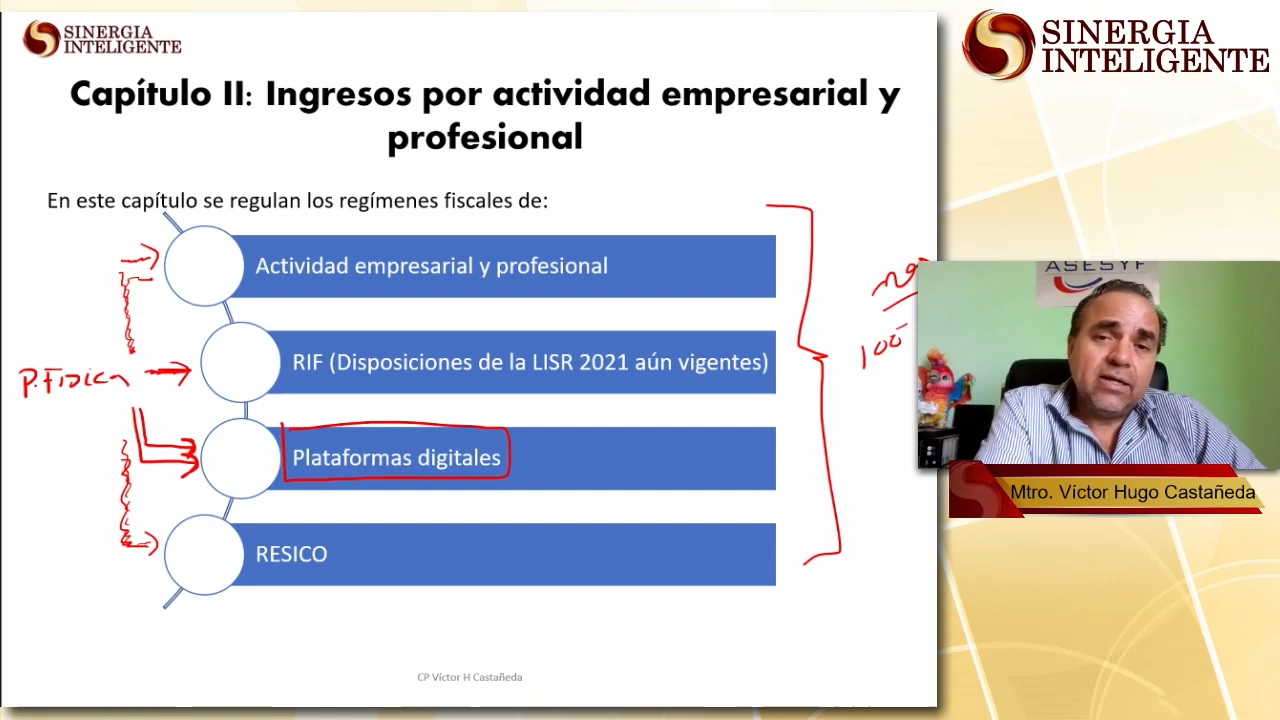 SINERGIA
INTELIGENTE
SINERGIA
INTELIGENTE
Capítulo II: Ingresos por actividad empresarial y
profesional
En este capítulo se regulan los regímenes fiscales de:
Actividad empresarial y profesional
RIF (Disposiciones de la LISR 2021 aún vigentes)
Plataformas digitales
RESICO
P. Física
100
ASESYF
Mtro. Víctor Hugo Castañeda
CP Víctor H Castañeda